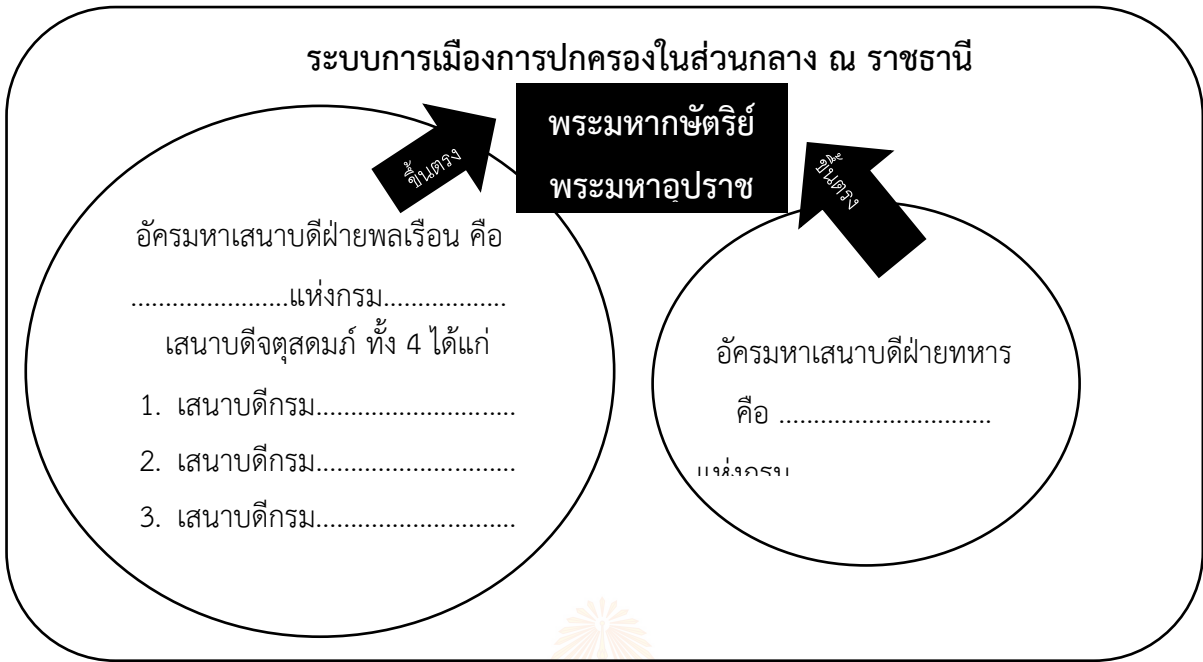 ระบบการเมืองการปกครองในส่วนกลาง ณ ราชธานี
พระมหากษัตริย์
พระมหาอุปราช
ขึ้นตรง
ขึ้นตรง
อัครมหาเสนาบดีฝ่ายพลเรือน คือ
.......................แห่งกรม..................
เสนาบดีจตุสดมภ์ ทั้ง 4 ได้แก่
1. เสนาบดีกรม.............................
2. เสนาบดีกรม.............................
3. เสนาบดีกรม.............................
อัครมหาเสนาบดีฝ่ายทหาร
คือ ...............................
แห่งกรม